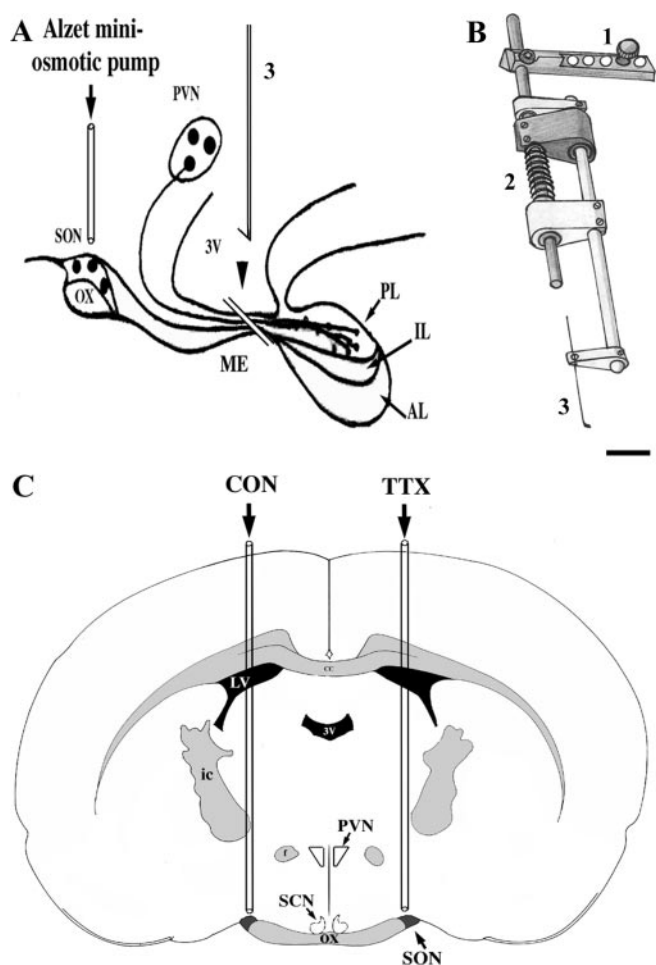 A
Alzet mini-
osmotic pump
3
PVN
SON
3V
OX
PL
IL
ME
AL
B
1
2
3
C
CON
TTX
cc
LV
3V
ic
f
PVN
SCN
OX
SON